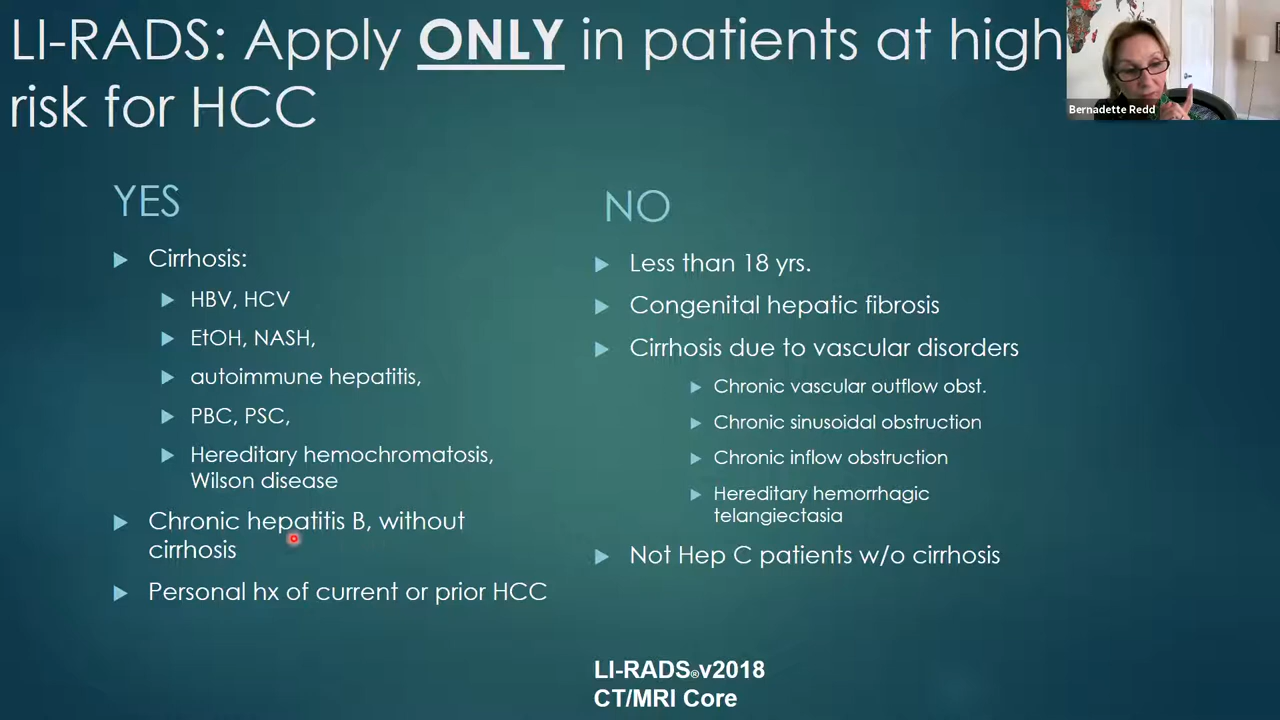 LI-RADS: Apply ONLY in patients at high
risk for HCC
Bernadette Redd
YES
Cirrhosis:
HBV, HCV
EtOH, NASH,
autoimmune hepatitis,
PBC, PSC,
Hereditary hemochromatosis,
Wilson disease
Chronic hepatitis B, without
cirrhosis
Personal hx of current or prior HCC
NO
Less than 18 yrs.
Congenital hepatic fibrosis
Cirrhosis due to vascular disorders
Chronic vascular outflow obst.
Chronic sinusoidal obstruction
Chronic inflow obstruction
Hereditary hemorrhagic
telangiectasia
Not Hep C patients w/o cirrhosis
LI-RADS®v2018
CT/MRI Core